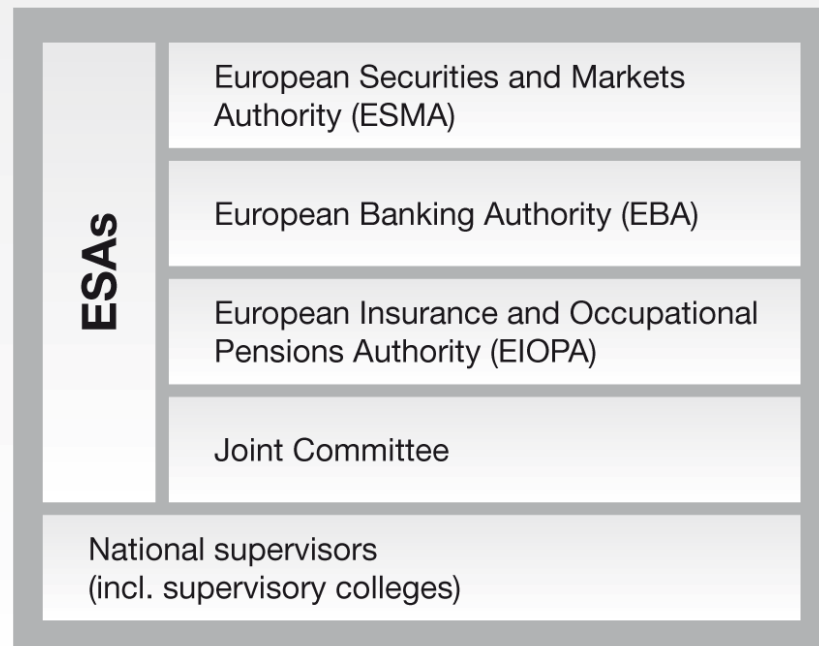 ESAs
European Securities and Markets
Authority (ESMA)
European Banking Authority (EBA)
European Insurance and Occupational
Pensions Authority (EIOPA)
Joint Committee
National supervisors
(incl. supervisory colleges)